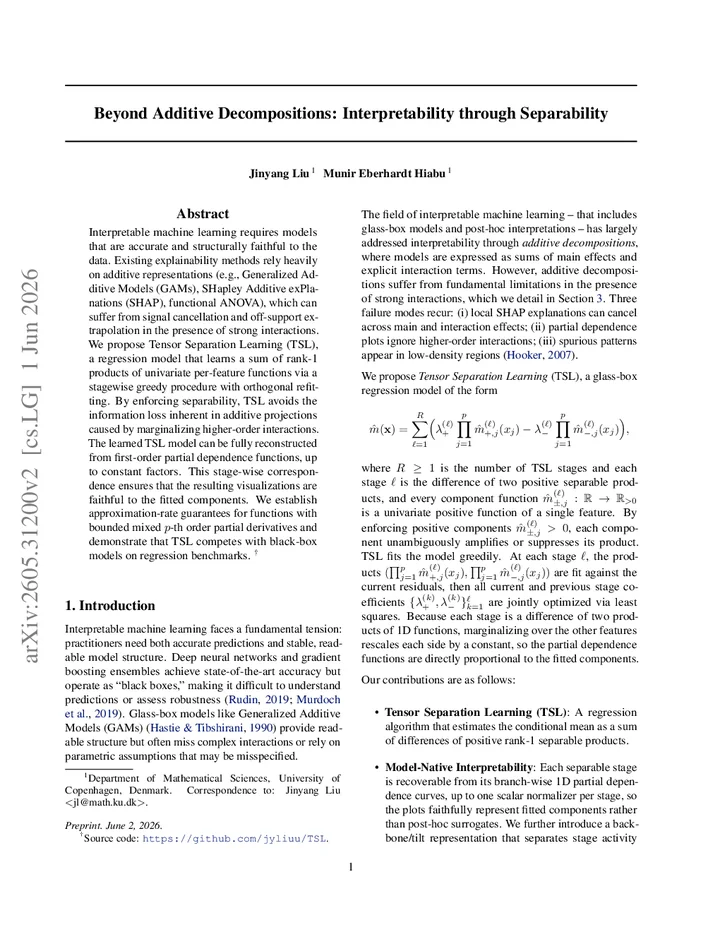 Beyond Additive Decompositions: Interpretability through Separability
Jinyang Liu 1 Munir Eberhardt Hiabu 1
Abstract
Interpretable machine learning requires models
that are accurate and structurally faithful to the
data. Existing explainability methods rely heavily
on additive representations (e.g., Generalized Ad-
ditive Models (GAMs), SHapley Additive exPla-
nations (SHAP), functional ANOVA), which can
suffer from signal cancellation and off-support ex-
trapolation in the presence of strong interactions.
We propose Tensor Separation Learning (TSL),
a regression model that learns a sum of rank-1
products of univariate per-feature functions via a
stagewise greedy procedure with orthogonal refit-
ting. By enforcing separability, TSL avoids the
information loss inherent in additive projections
caused by marginalizing higher-order interactions.
The learned TSL model can be fully reconstructed
from first-order partial dependence functions, up
to constant factors. This stage-wise correspon-
dence ensures that the resulting visualizations are
faithful to the fitted components. We establish
approximation-rate guarantees for functions with
bounded mixed p-th order partial derivatives and
demonstrate that TSL competes with black-box
models on regression benchmarks. †
1. Introduction
Interpretable machine learning faces a fundamental tension:
practitioners need both accurate predictions and stable, read-
able model structure. Deep neural networks and gradient
boosting ensembles achieve state-of-the-art accuracy but
operate as “black boxes,” making it difficult to understand
predictions or assess robustness (Rudin, 2019; Murdoch
et al., 2019). Glass-box models like Generalized Additive
Models (GAMs) (Hastie & Tibshirani, 1990) provide read-
able structure but often miss complex interactions or rely on
parametric assumptions that may be misspecified.
1Department of Mathematical Sciences, University of
Copenhagen, Denmark. Correspondence to: Jinyang Liu
<jl@math.ku.dk>.
Preprint. June 2, 2026.
†Source code: https://github.com/jyliuu/TSL.
The field of interpretable machine learning – that includes
glass-box models and post-hoc interpretations – has largely
addressed interpretability through additive decompositions,
where models are expressed as sums of main effects and
explicit interaction terms. However, additive decomposi-
tions suffer from fundamental limitations in the presence
of strong interactions, which we detail in Section 3. Three
failure modes recur: (i) local SHAP explanations can cancel
across main and interaction effects; (ii) partial dependence
plots ignore higher-order interactions; (iii) spurious patterns
appear in low-density regions (Hooker, 2007).
We propose Tensor Separation Learning (TSL), a glass-box
regression model of the form
m̂(x) = ∑_{ℓ=1}^{R} (λ_+^{(ℓ)} ∏_{j=1}^{p} m̂_{+,j}^{(ℓ)}(x_j) − λ_−^{(ℓ)} ∏_{j=1}^{p} m̂_{−,j}^{(ℓ)}(x_j)),
where R ≥ 1 is the number of TSL stages and each
stage ℓ is the difference of two positive separable prod-
ucts, and every component function m̂_{±,j}^{(ℓ)} : ℝ → ℝ_{>0}
is a univariate positive function of a single feature. By
enforcing positive components m̂_{±,j}^{(ℓ)} > 0, each com-
ponent unambiguously amplifies or suppresses its product.
TSL fits the model greedily. At each stage ℓ, the prod-
ucts (∏_{j=1}^{p} m̂_{+,j}^{(ℓ)}(x_j), ∏_{j=1}^{p} m̂_{−,j}^{(ℓ)}(x_j)) are fit against the
current residuals, then all current and previous stage co-
efficients {λ_+^{(k)}, λ_−^{(k)}}_{k=1}^{ℓ} are jointly optimized via least
squares. Because each stage is a difference of two prod-
ucts of 1D functions, marginalizing over the other features
rescales each side by a constant, so the partial dependence
functions are directly proportional to the fitted components.
Our contributions are as follows:
• Tensor Separation Learning (TSL): A regression
algorithm that estimates the conditional mean as a sum
of differences of positive rank-1 separable products.
• Model-Native Interpretability: Each separable stage
is recoverable from its branch-wise 1D partial depen-
dence curves, up to one scalar normalizer per stage, so
the plots faithfully represent fitted components rather
than post-hoc surrogates. We further introduce a back-
bone/tilt representation that separates stage activity
1
arXiv:2605.31200v2 [cs.LG] 1 Jun 2026